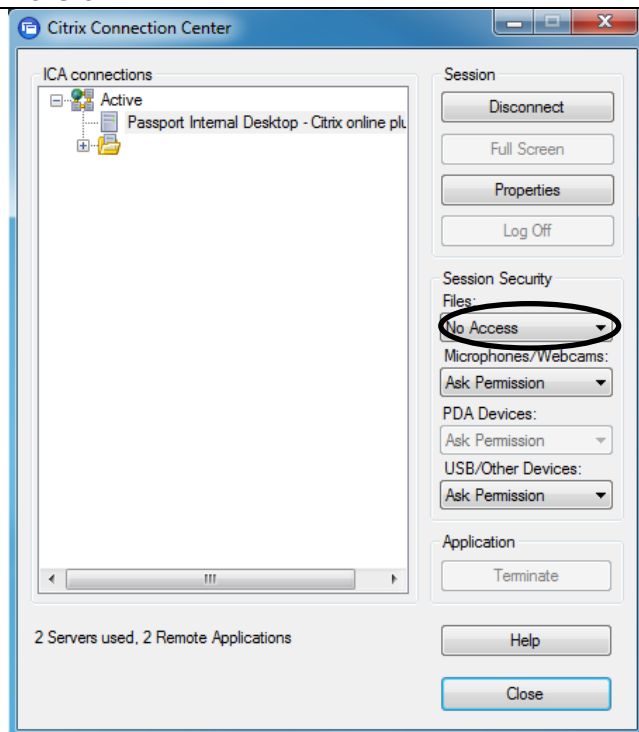 Citrix Connection Center
ICA connections
Active
Passport Internal Desktop - Citrix online plu
Session
Disconnect
Full Screen
Properties
Log Off
Session Security
Files:
No Access
Microphones/Webcams:
Ask Permission
PDA Devices:
Ask Permission
USB/Other Devices:
Ask Permission
Application
Terminate
2 Servers used, 2 Remote Applications
Help
Close